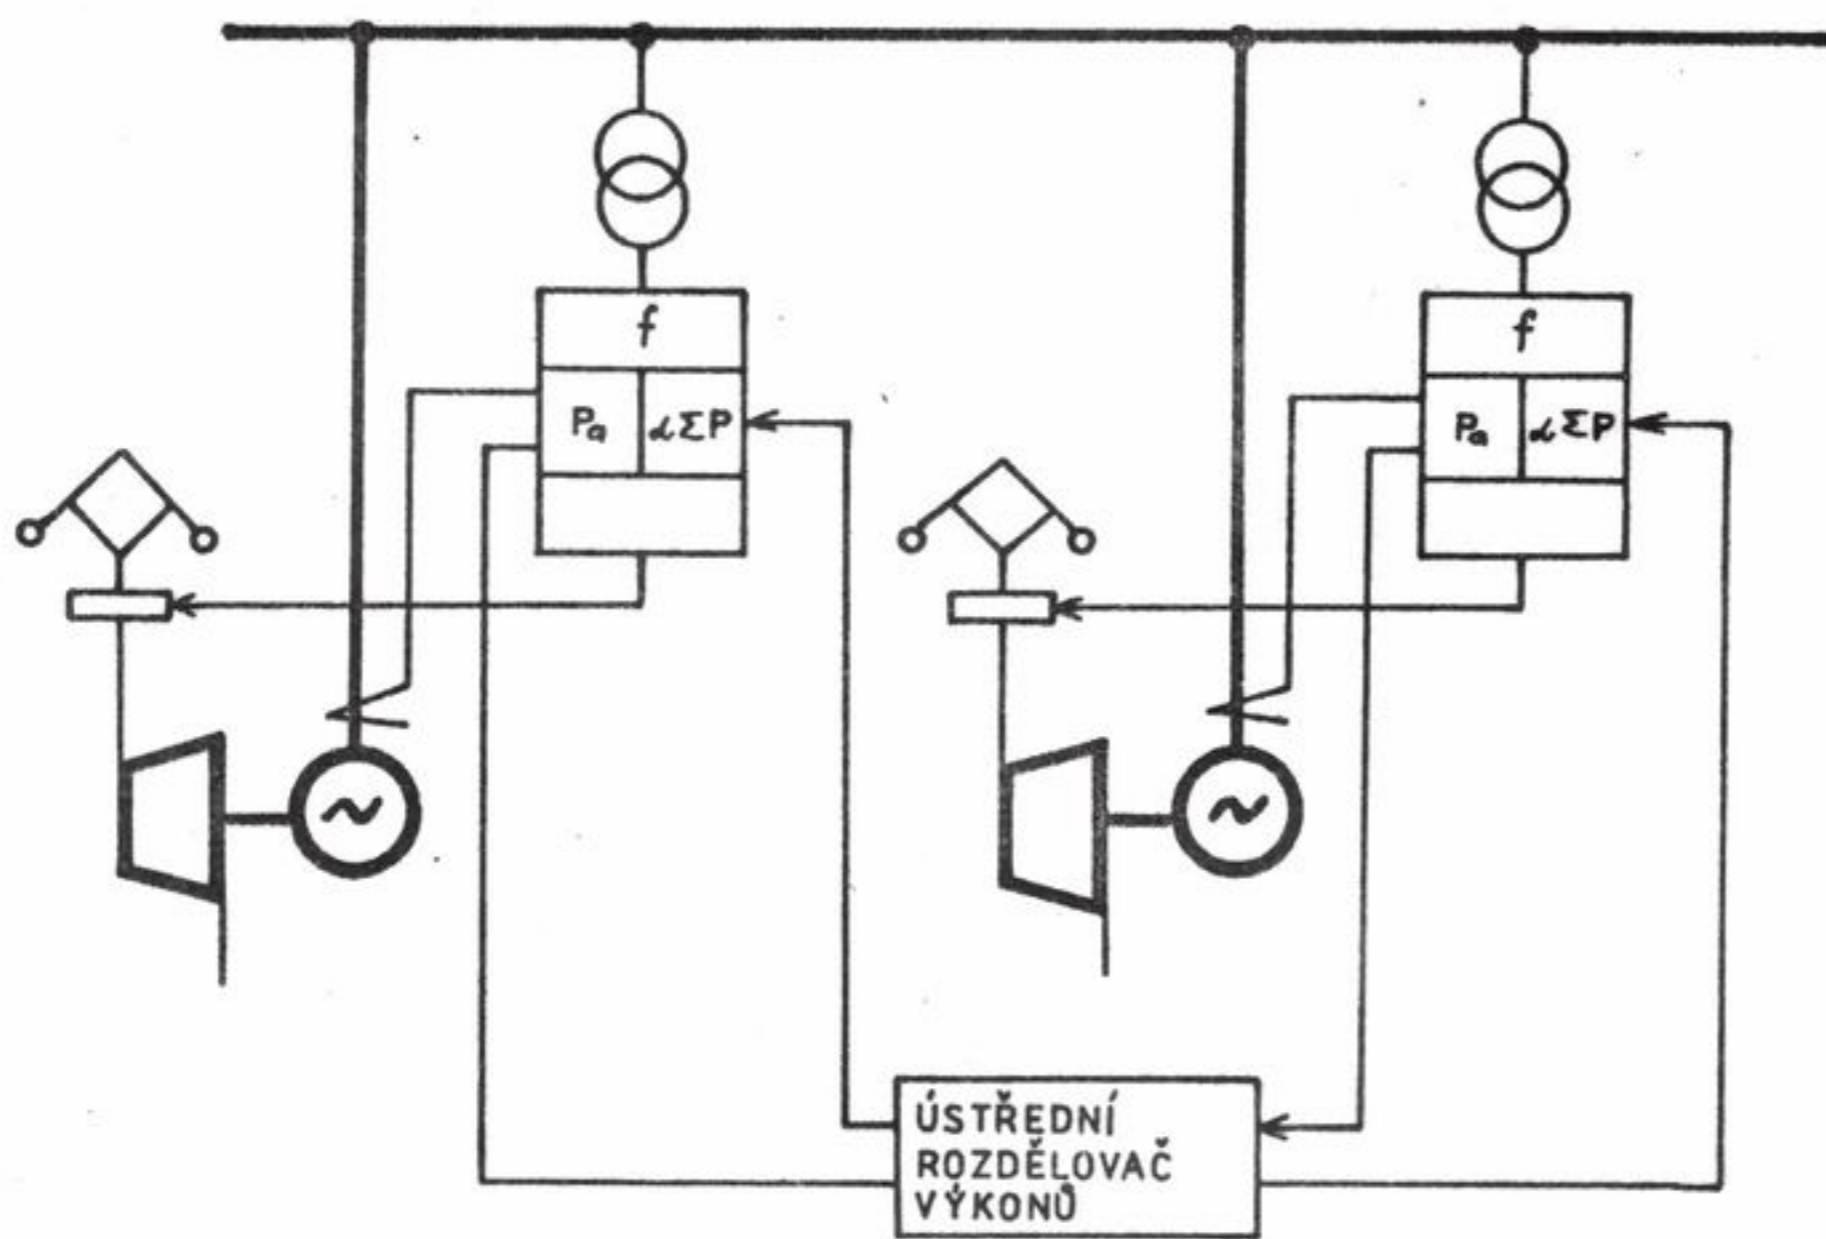 f
Pa αΣP
f
Pa αΣP
ÚSTŘEDNÍ
ROZDĚLOVAČ
VÝKONŮ